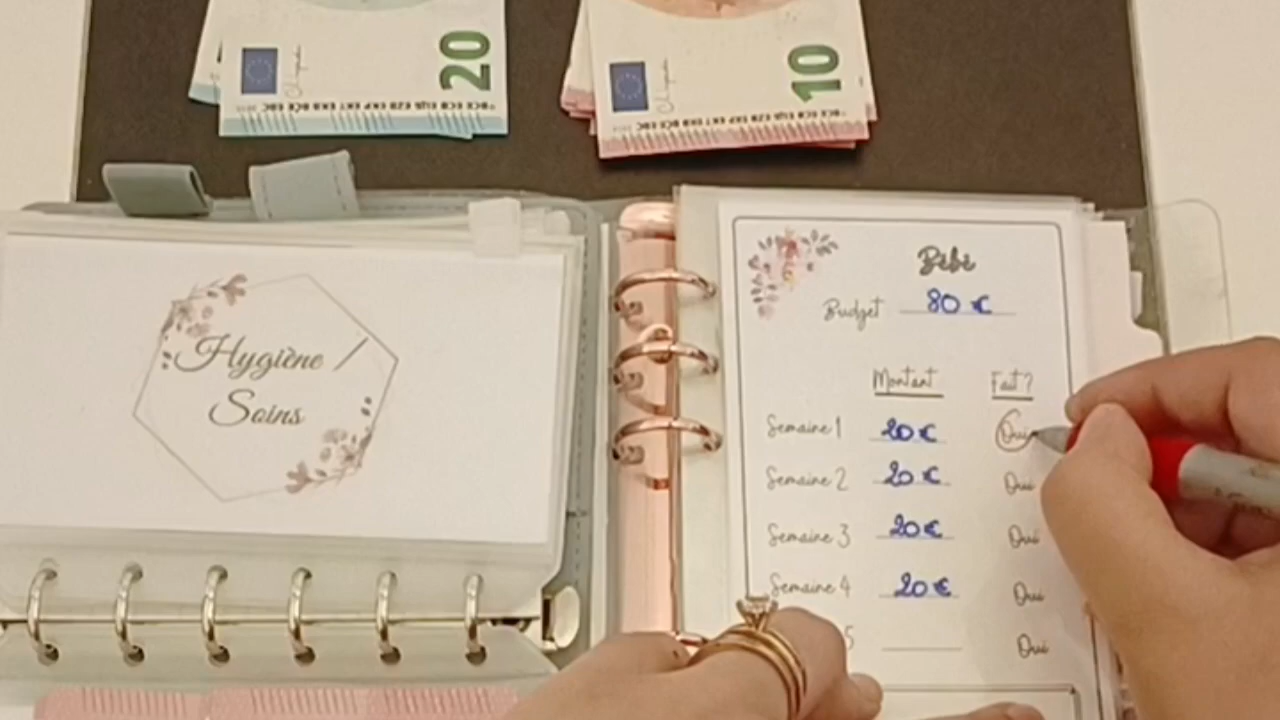 20
10
Hygiène /
Soins
Bébé
Budget 80 €
Montant Fait ?
Semaine 1 20 € Oui
Semaine 2 20 € Oui
Semaine 3 20 € Oui
Semaine 4 20 € Oui
5 Oui